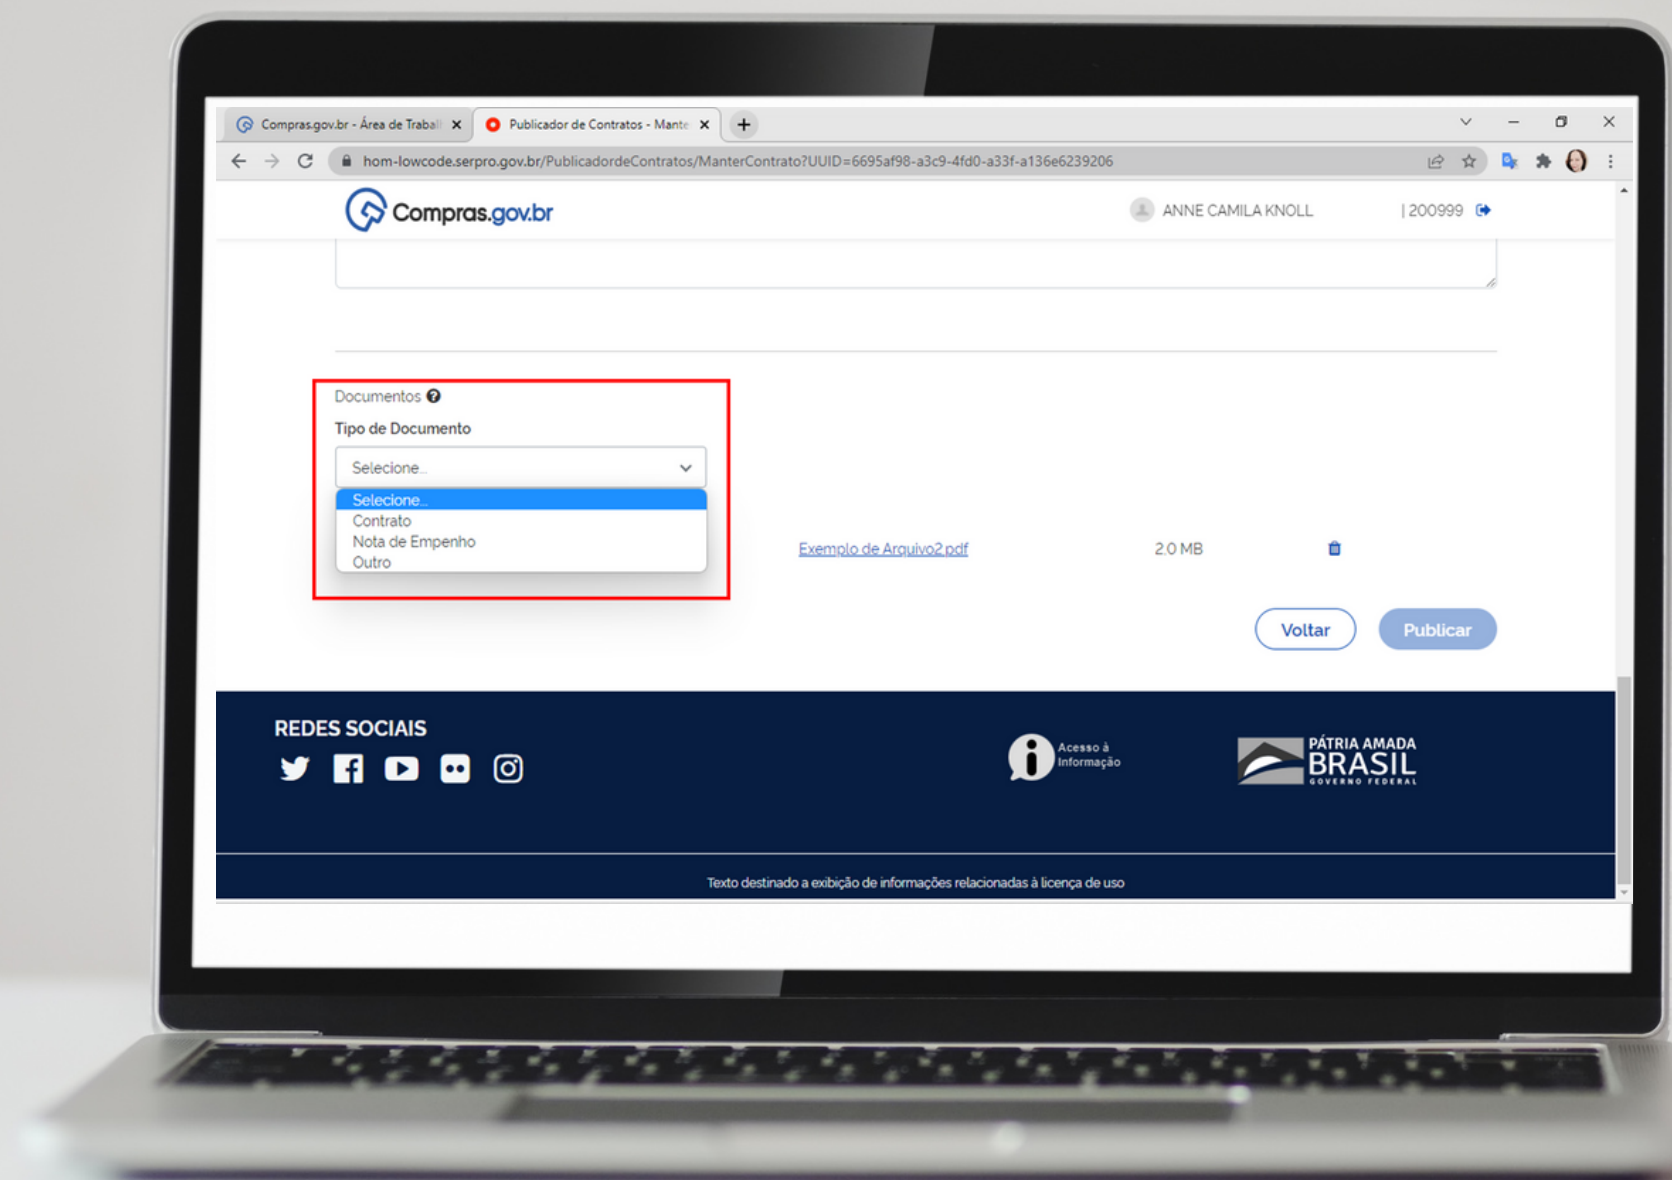 Compras.gov.br - Área de Trabal
Publicador de Contratos - Mante
hom-lowcode.serpro.gov.br/PublicadordeContratos/ManterContrato?UUID=6695af98-a3c9-4fd0-a33f-a136e6239206
Compras.gov.br
ANNE CAMILA KNOLL | 200999
Documentos
Tipo de Documento
Selecione...
Selecione...
Contrato
Nota de Empenho
Outro
Exemplo de Arquivo2.pdf 2.0 MB
Voltar Publicar
REDES SOCIAIS
Acesso à
Informação
PÁTRIA AMADA
BRASIL
GOVERNO FEDERAL
Texto destinado a exibição de informações relacionadas à licença de uso